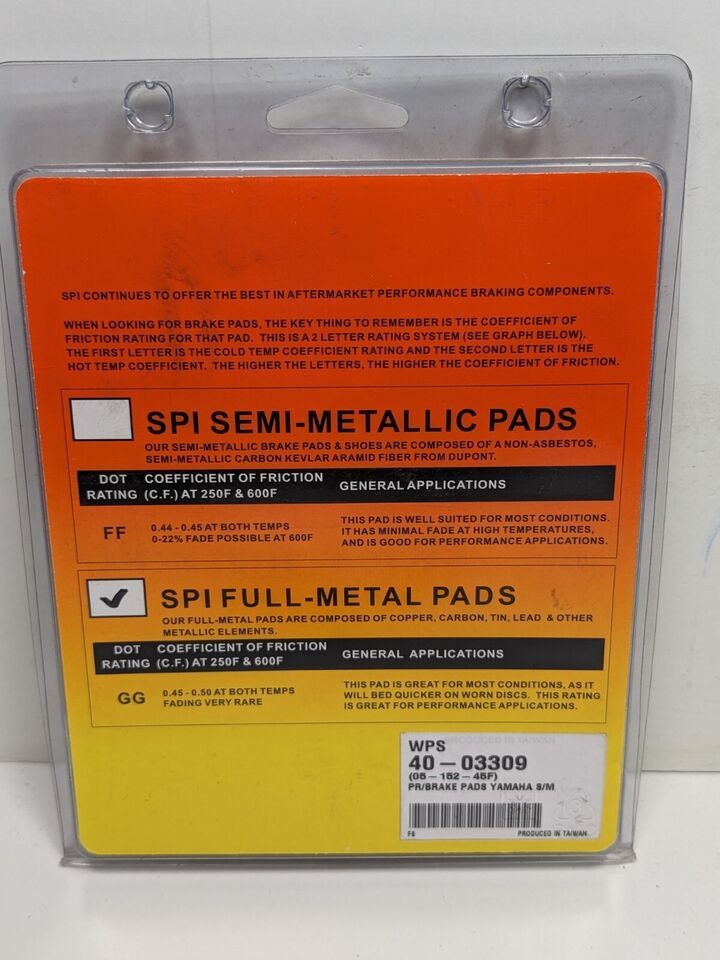 SPI CONTINUES TO OFFER THE BEST IN AFTERMARKET PERFORMANCE BRAKING COMPONENTS.
WHEN LOOKING FOR BRAKE PADS, THE KEY THING TO REMEMBER IS THE COEFFICIENT OF
FRICTION RATING FOR THAT PAD. THIS IS A 2 LETTER RATING SYSTEM (SEE GRAPH BELOW).
THE FIRST LETTER IS THE COLD TEMP COEFFICIENT RATING AND THE SECOND LETTER IS THE
HOT TEMP COEFFICIENT. THE HIGHER THE LETTERS, THE HIGHER THE COEFFICIENT OF FRICTION.
SPI SEMI-METALLIC PADS
OUR SEMI-METALLIC BRAKE PADS & SHOES ARE COMPOSED OF A NON-ASBESTOS,
SEMI-METALLIC CARBON KEVLAR ARAMID FIBER FROM DUPONT.
DOT COEFFICIENT OF FRICTION
RATING (C.F.) AT 250F & 600F
GENERAL APPLICATIONS
FF
0.44 - 0.45 AT BOTH TEMPS
0-22% FADE POSSIBLE AT 600F
THIS PAD IS WELL SUITED FOR MOST CONDITIONS.
IT HAS MINIMAL FADE AT HIGH TEMPERATURES,
AND IS GOOD FOR PERFORMANCE APPLICATIONS.
SPI FULL-METAL PADS
OUR FULL-METAL PADS ARE COMPOSED OF COPPER, CARBON, TIN, LEAD & OTHER
METALLIC ELEMENTS.
DOT COEFFICIENT OF FRICTION
RATING (C.F.) AT 250F & 600F
GENERAL APPLICATIONS
GG
0.45 - 0.50 AT BOTH TEMPS
FADING VERY RARE
THIS PAD IS GREAT FOR MOST CONDITIONS, AS IT
WILL BED QUICKER ON WORN DISCS. THIS RATING
IS GREAT FOR PERFORMANCE APPLICATIONS.
PRODUCED IN TAIWAN
WPS
40-03309
(05-152-45F)
PR/BRAKE PADS YAMAHA S/M
F6
PRODUCED IN TAIWAN